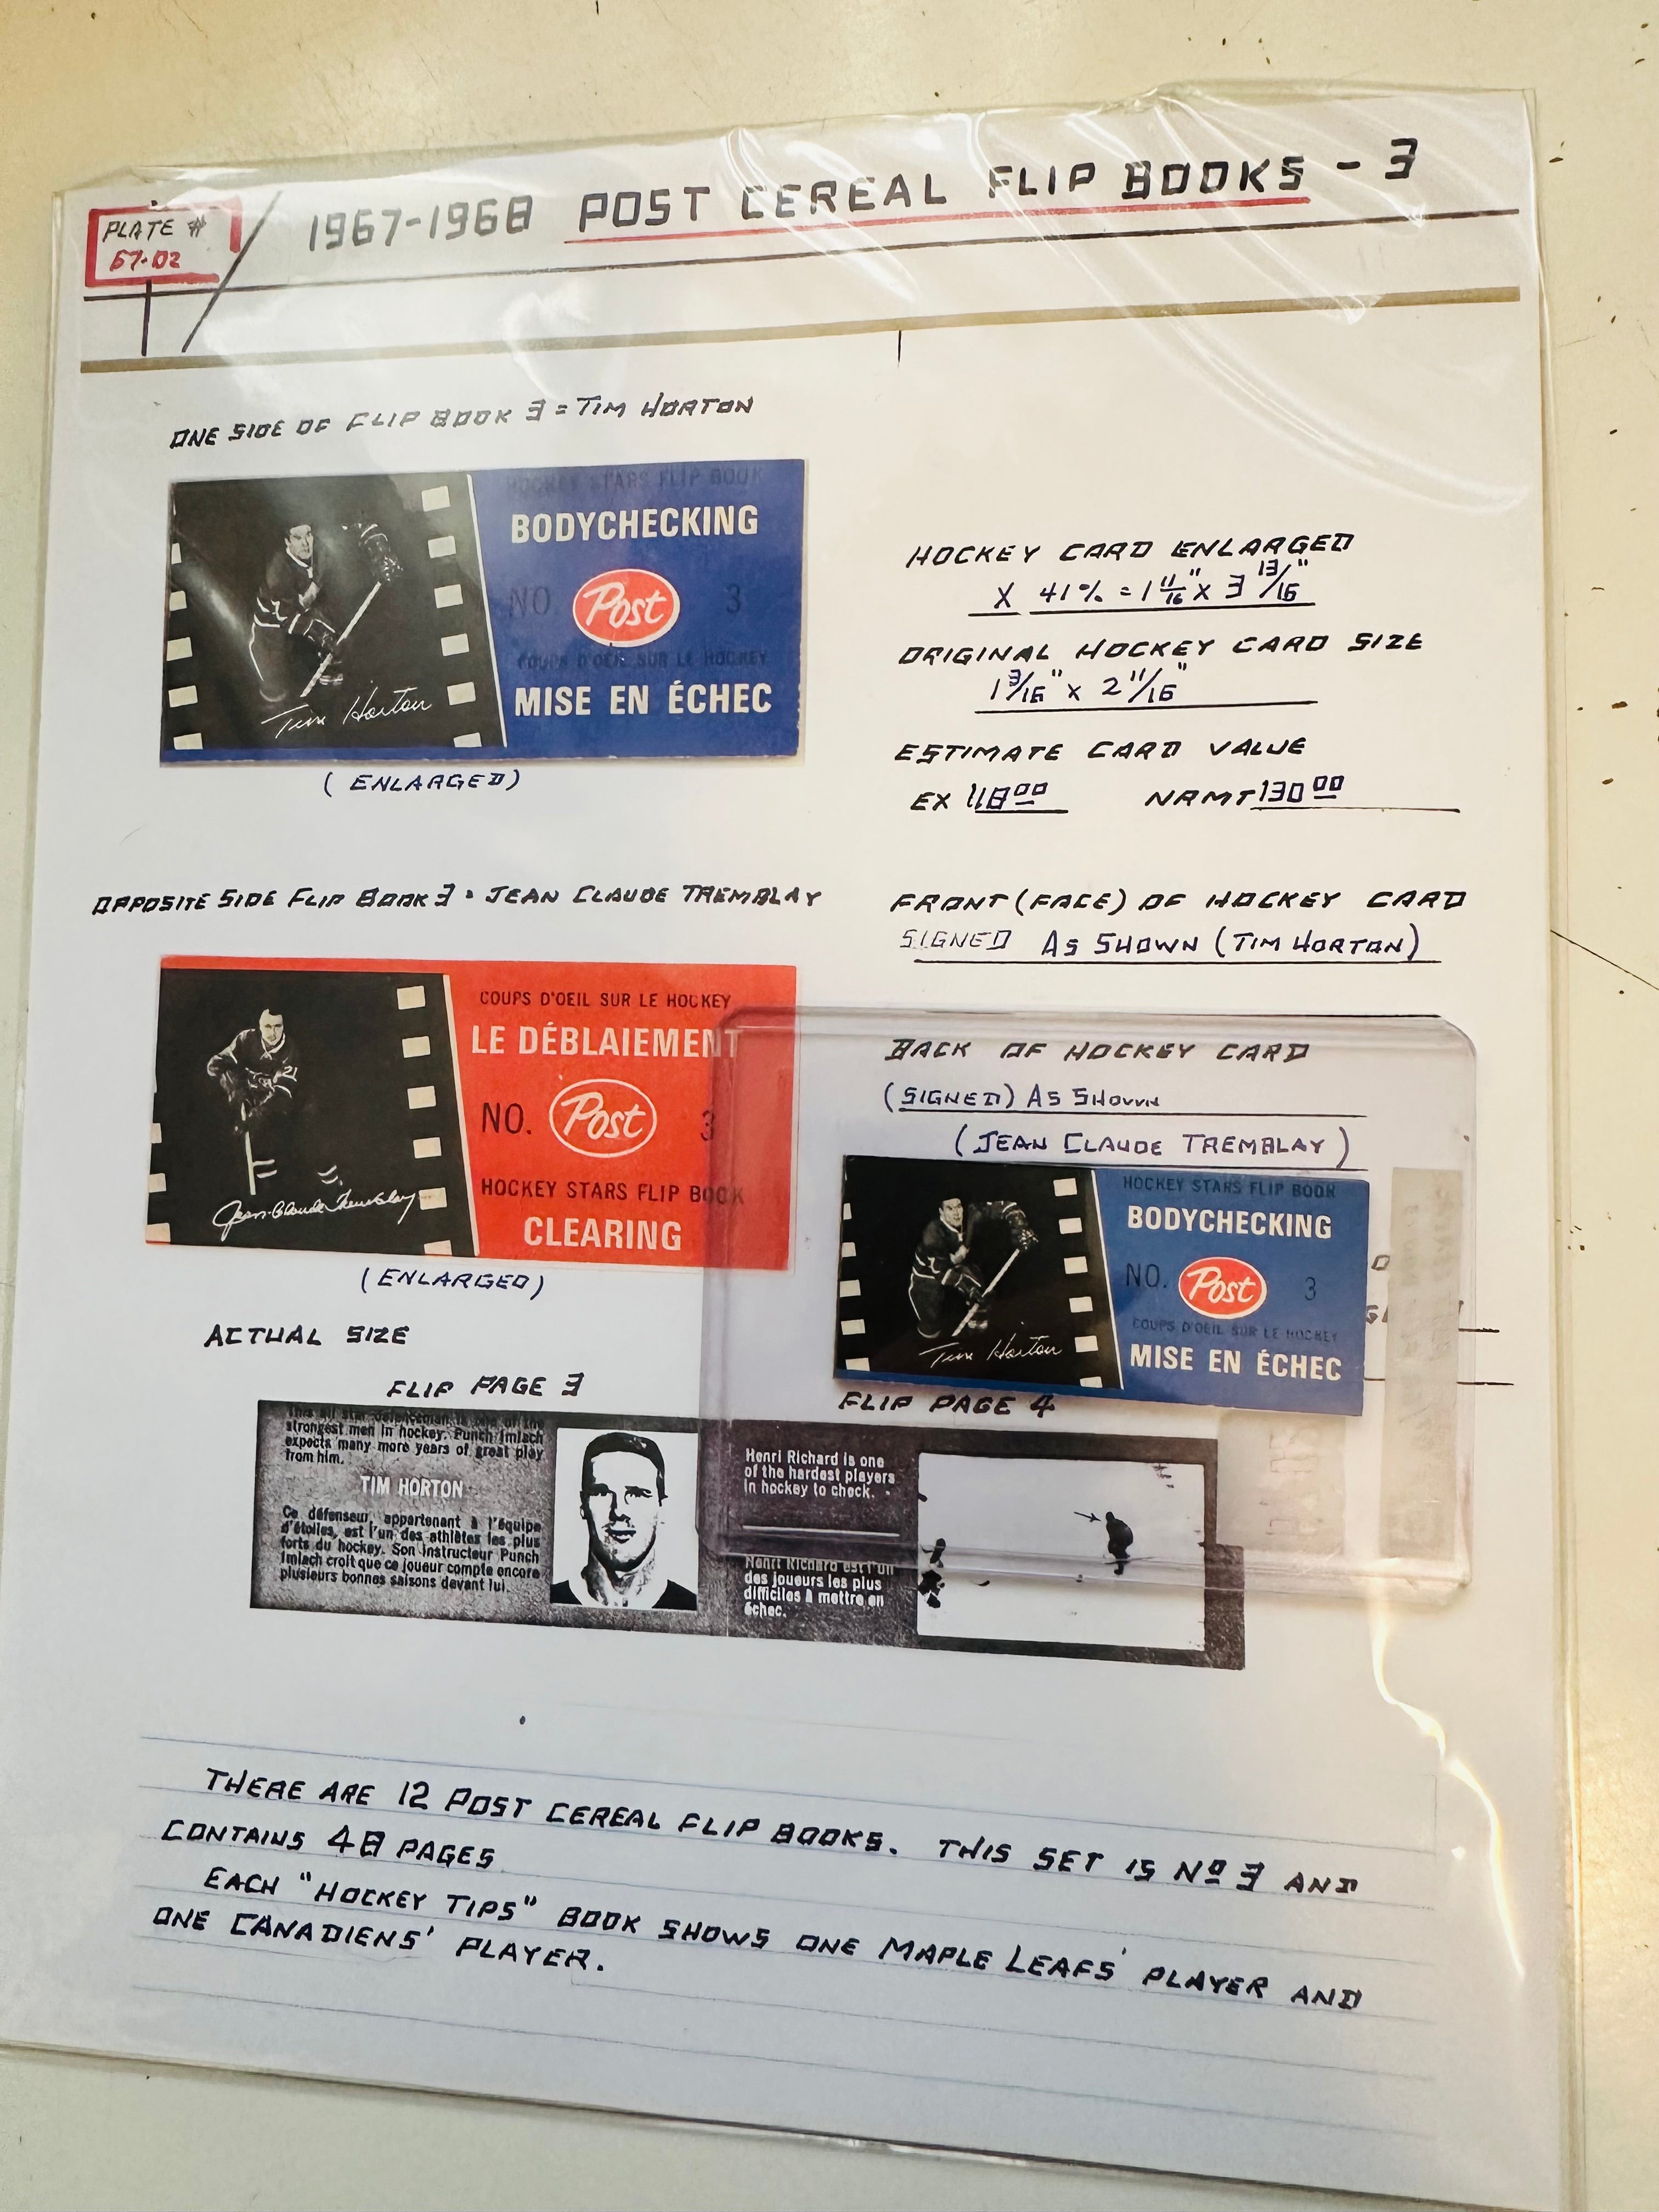 PLATE #
67-02
1967-1968 POST CEREAL FLIP BOOKS - 3
ONE SIDE OF FLIP BOOK 3 = TIM HORTON
HOCKEY STARS FLIP BOOK
BODYCHECKING
NO. Post 3
COUPS D'OEIL SUR LE HOCKEY
MISE EN ÉCHEC
Tim Horton
(ENLARGED)
HOCKEY CARD ENLARGED
X 41% = 1 11/16" X 3 13/16"
ORIGINAL HOCKEY CARD SIZE
1 3/16" X 2 11/16"
ESTIMATE CARD VALUE
EX 118.00 NRMT 130.00
OPPOSITE SIDE FLIP BOOK 3 = JEAN CLAUDE TREMBLAY
COUPS D'OEIL SUR LE HOCKEY
LE DÉBLAIEMENT
NO. Post 3
HOCKEY STARS FLIP BOOK
CLEARING
Jean-Claude Tremblay
(ENLARGED)
FRONT (FACE) OF HOCKEY CARD
SIGNED AS SHOWN (TIM HORTON)
BACK OF HOCKEY CARD
(SIGNED) AS SHOWN
(JEAN CLAUDE TREMBLAY)
HOCKEY STARS FLIP BOOK
BODYCHECKING
NO. Post 3
COUPS D'OEIL SUR LE HOCKEY
MISE EN ÉCHEC
Tim Horton
ACTUAL SIZE
FLIP PAGE 3
This all star defenceman is one of the
strongest men in hockey. Punch Imlach
expects many more years of great play
from him.
TIM HORTON
Ce défenseur, appartenant à l'équipe
d'étoiles, est l'un des athlètes les plus
forts du hockey. Son instructeur Punch
Imlach croit que ce joueur compte encore
plusieurs bonnes saisons devant lui.
FLIP PAGE 4
Henri Richard is one
of the hardest players
in hockey to check.
Henri Richard est l'un
des joueurs les plus
difficiles à mettre en
échec.
THERE ARE 12 POST CEREAL FLIP BOOKS. THIS SET IS Nº 3 AND
CONTAINS 48 PAGES
EACH "HOCKEY TIPS" BOOK SHOWS ONE MAPLE LEAFS' PLAYER AND
ONE CANADIENS' PLAYER.